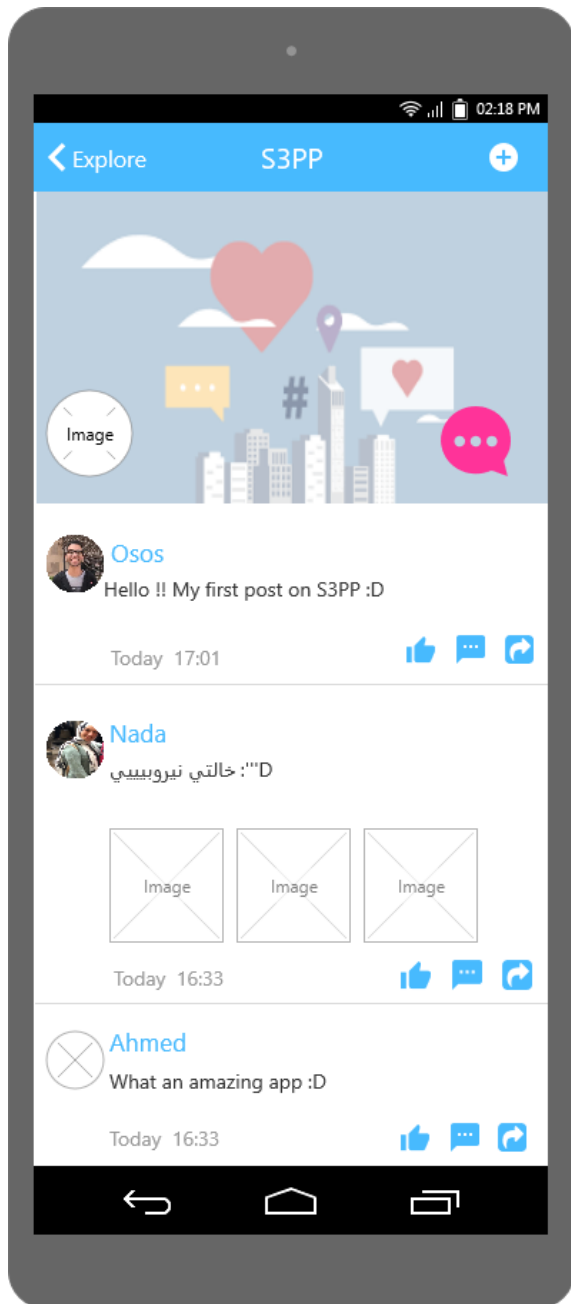 02:18 PM
Explore
S3PP
#
Image
Osos
Hello !! My first post on S3PP :D
Today 17:01
Nada
خالتي نيروبيييي :'''D
Image
Image
Image
Today 16:33
Ahmed
What an amazing app :D
Today 16:33